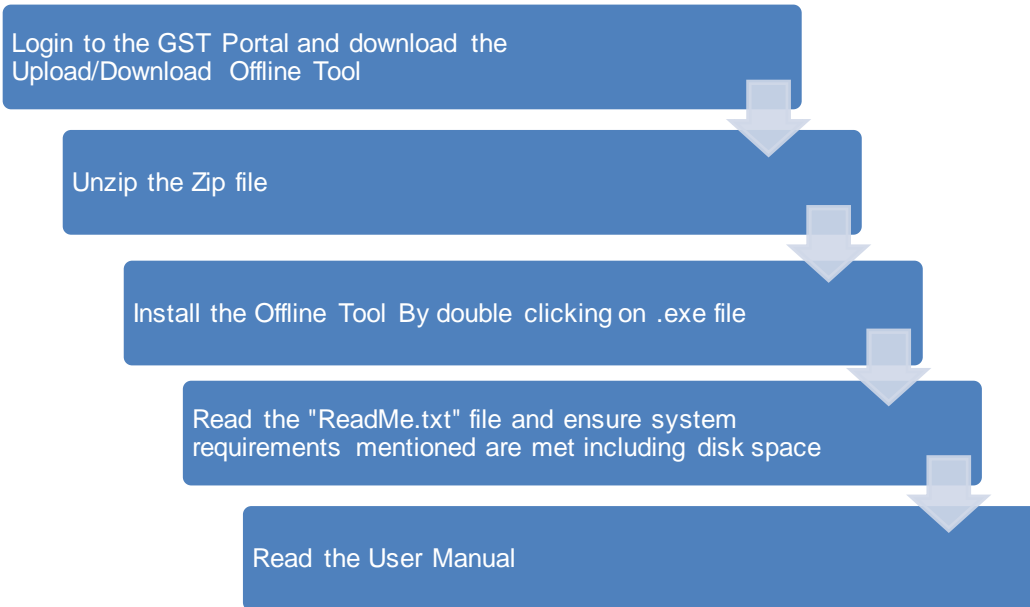 Login to the GST Portal and download the
Upload/Download Offline Tool
Unzip the Zip file
Install the Offline Tool By double clicking on .exe file
Read the "ReadMe.txt" file and ensure system
requirements mentioned are met including disk space
Read the User Manual